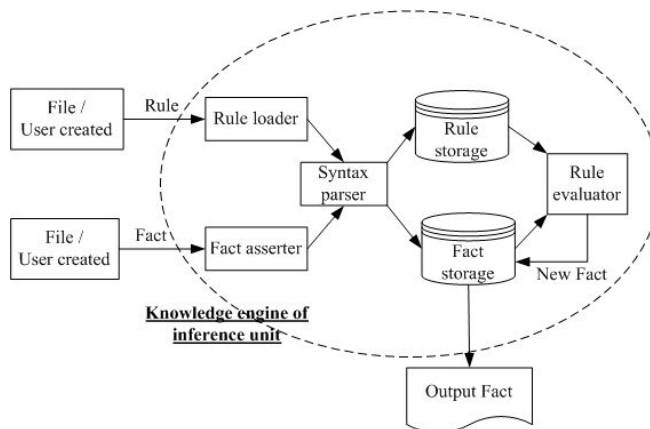 File /
User created
Rule
Rule loader
Rule
storage
Syntax
parser
Rule
evaluator
File /
User created
Fact
Fact asserter
Fact
storage
New Fact
Knowledge engine of
inference unit
Output Fact